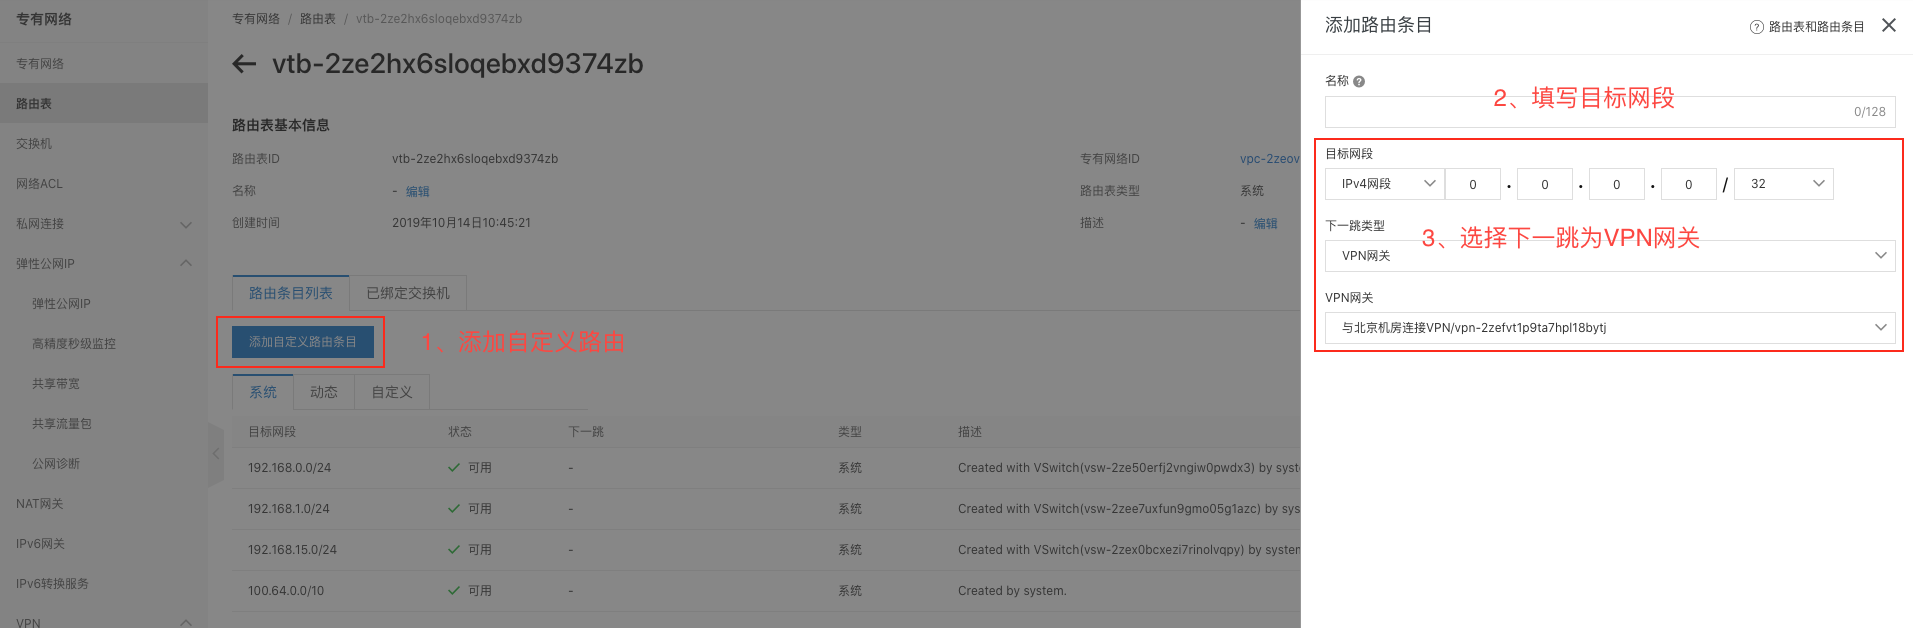 专有网络
专有网络
路由表
交换机
网络ACL
私网连接
弹性公网IP
弹性公网IP
高精度秒级监控
共享带宽
共享流量包
公网诊断
NAT网关
IPv6网关
IPv6转换服务
VPN
专有网络 / 路由表 / vtb-2ze2hx6sloqebxd9374zb
vtb-2ze2hx6sloqebxd9374zb
路由表基本信息
路由表ID vtb-2ze2hx6sloqebxd9374zb 专有网络ID vpc-2zeov
名称 - 编辑 路由表类型 系统
创建时间 2019年10月14日10:45:21 描述 - 编辑
路由条目列表 已绑定交换机
添加自定义路由条目 1、添加自定义路由
系统 动态 自定义
目标网段 状态 下一跳 类型 描述
192.168.0.0/24 可用 - 系统 Created with VSwitch(vsw-2ze50erfj2vngiw0pwdx3) by syst
192.168.1.0/24 可用 - 系统 Created with VSwitch(vsw-2zee7uxfun9gmo05g1azc) by sys
192.168.15.0/24 可用 - 系统 Created with VSwitch(vsw-2zex0bcxezi7rinolvqpy) by system
100.64.0.0/10 可用 - 系统 Created by system.
添加路由条目 ? 路由表和路由条目
名称 ?
2、填写目标网段 0/128
目标网段
IPv4网段 0 . 0 . 0 . 0 / 32
下一跳类型
3、选择下一跳为VPN网关
VPN网关
VPN网关
与北京机房连接VPN/vpn-2zefvt1p9ta7hpl18bytj